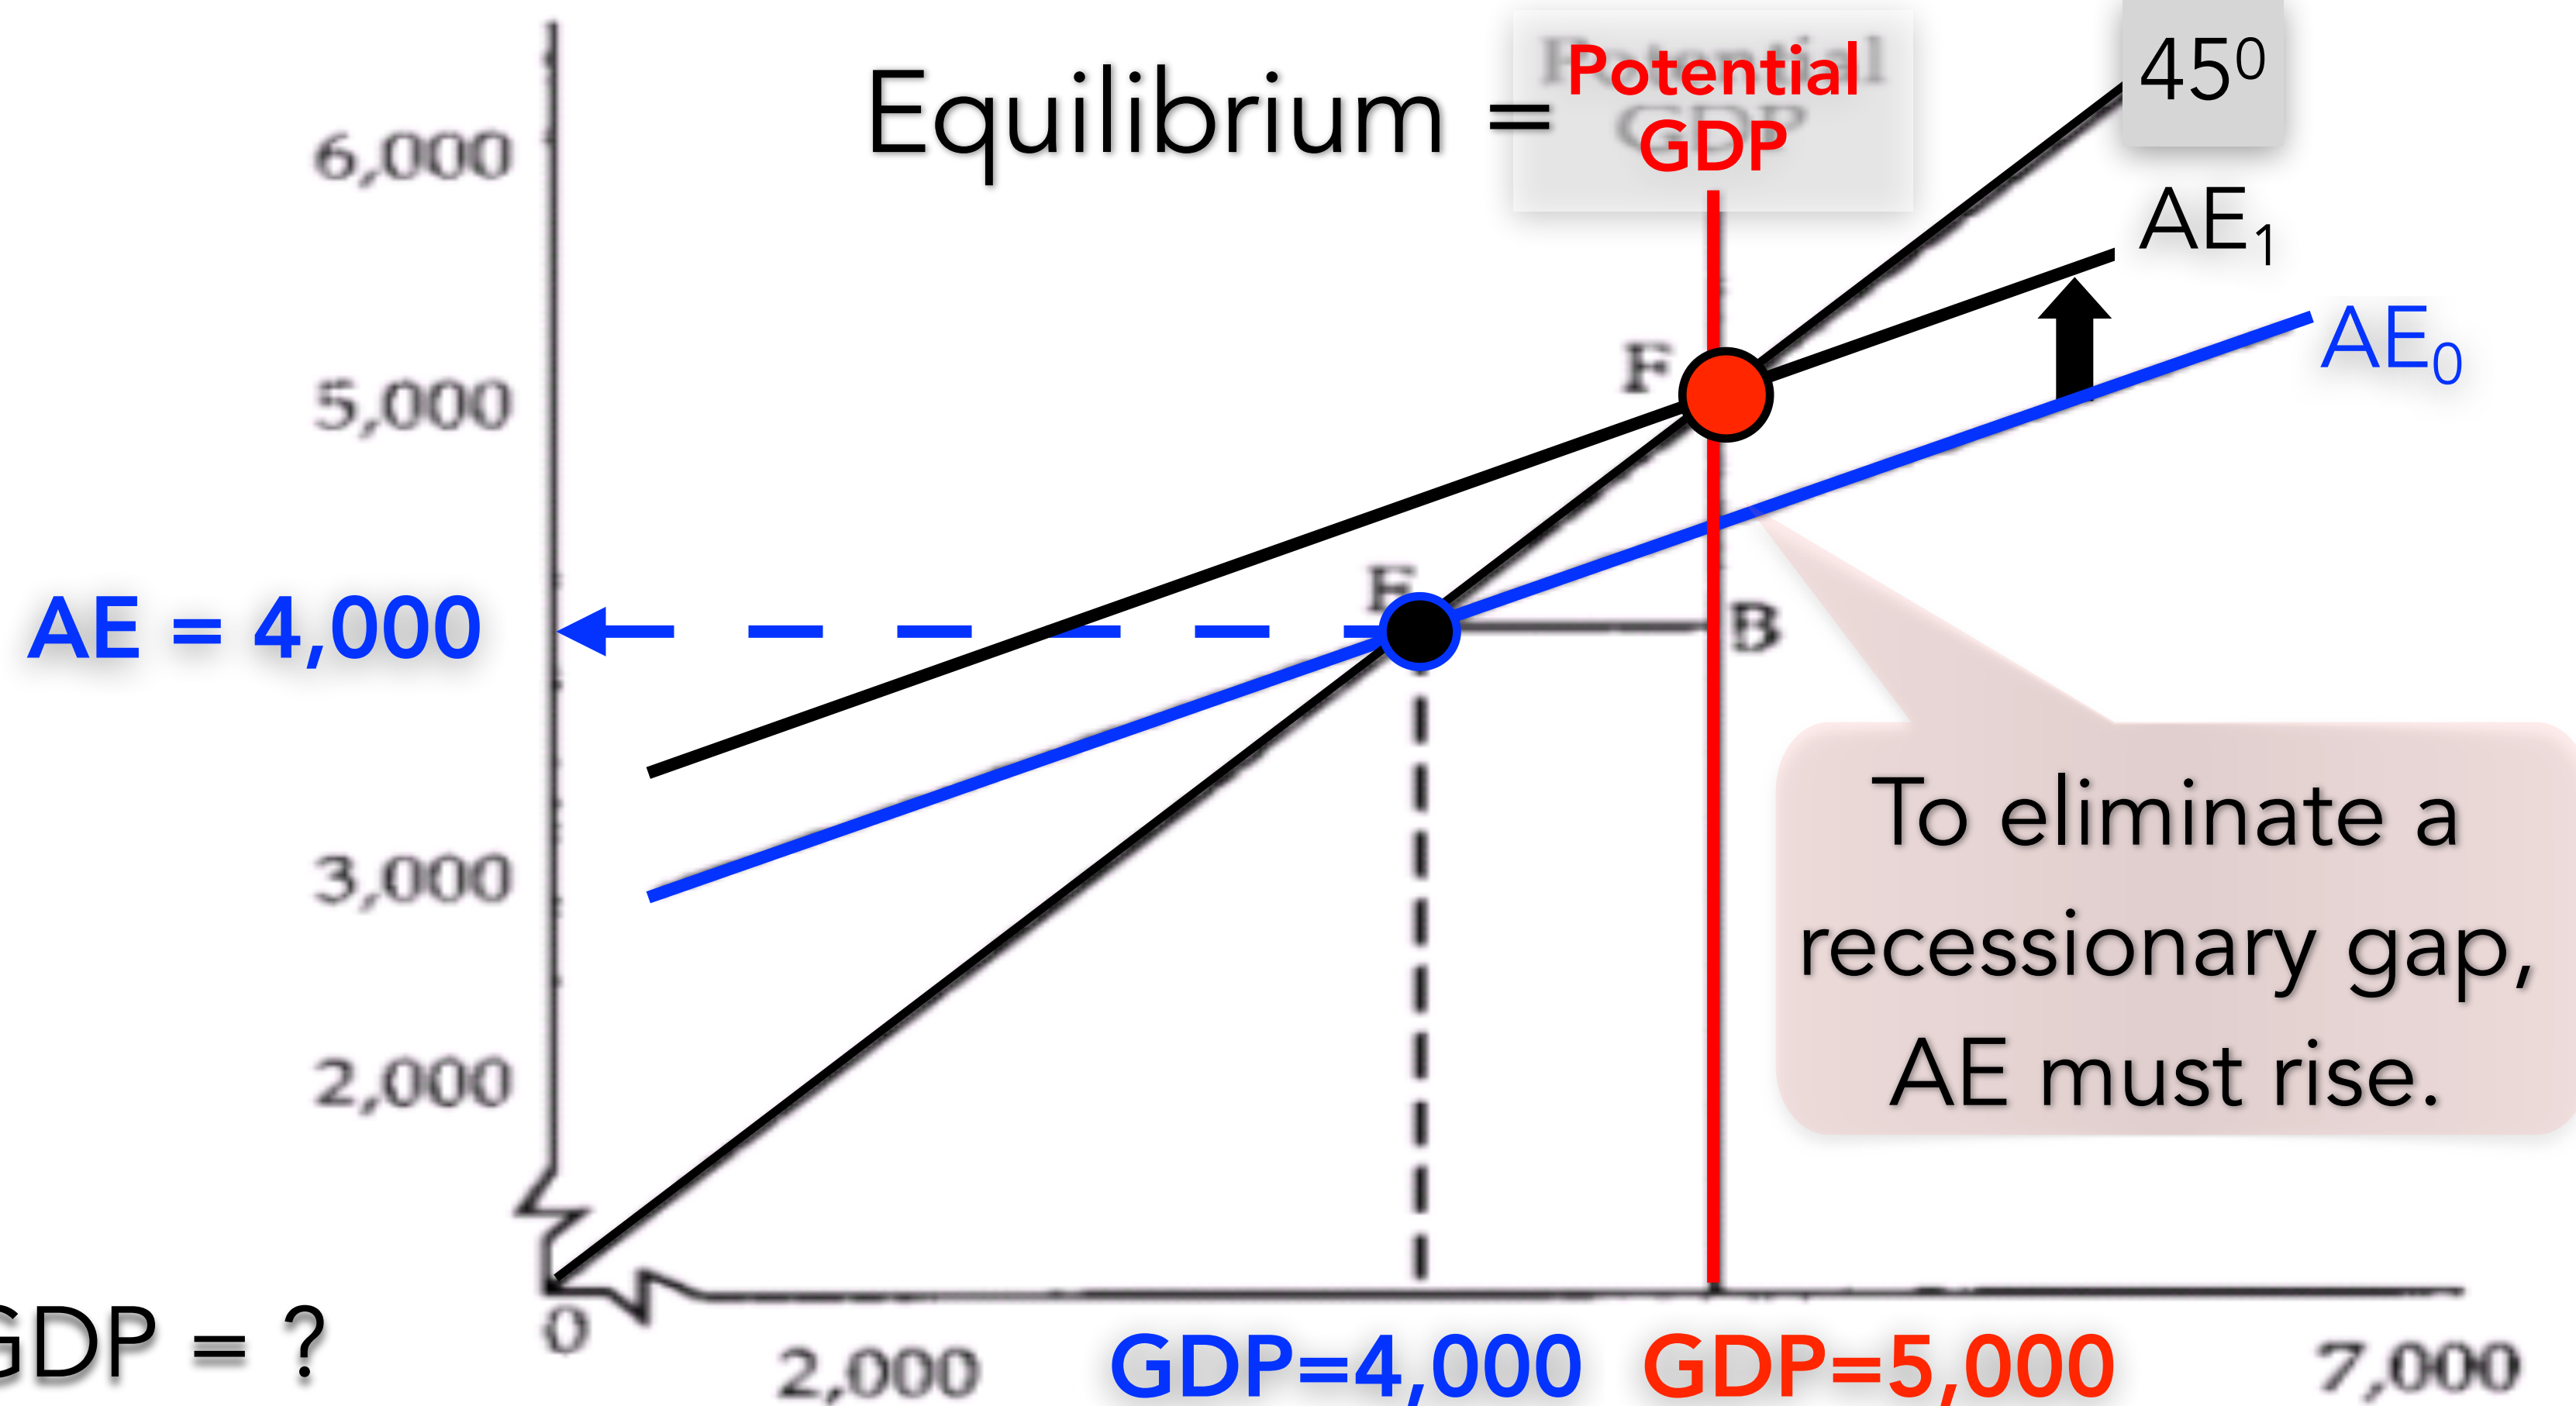 Equilibrium =
Potential
GDP
45⁰
AE₁
AE₀
6,000
5,000
F
E
B
AE = 4,000
3,000
2,000
To eliminate a
recessionary gap,
AE must rise.
GDP = ?
0
2,000
GDP=4,000
GDP=5,000
7,000